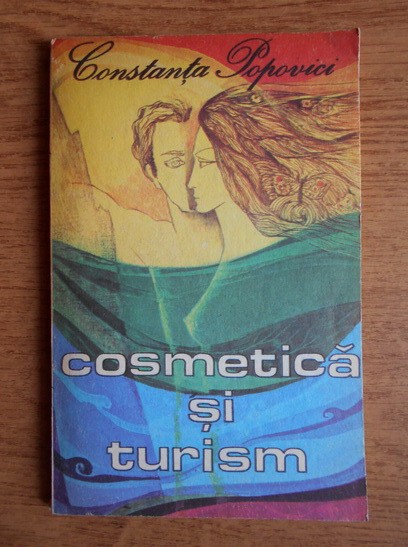 Constanța Popovici
cosmetică
și
turism